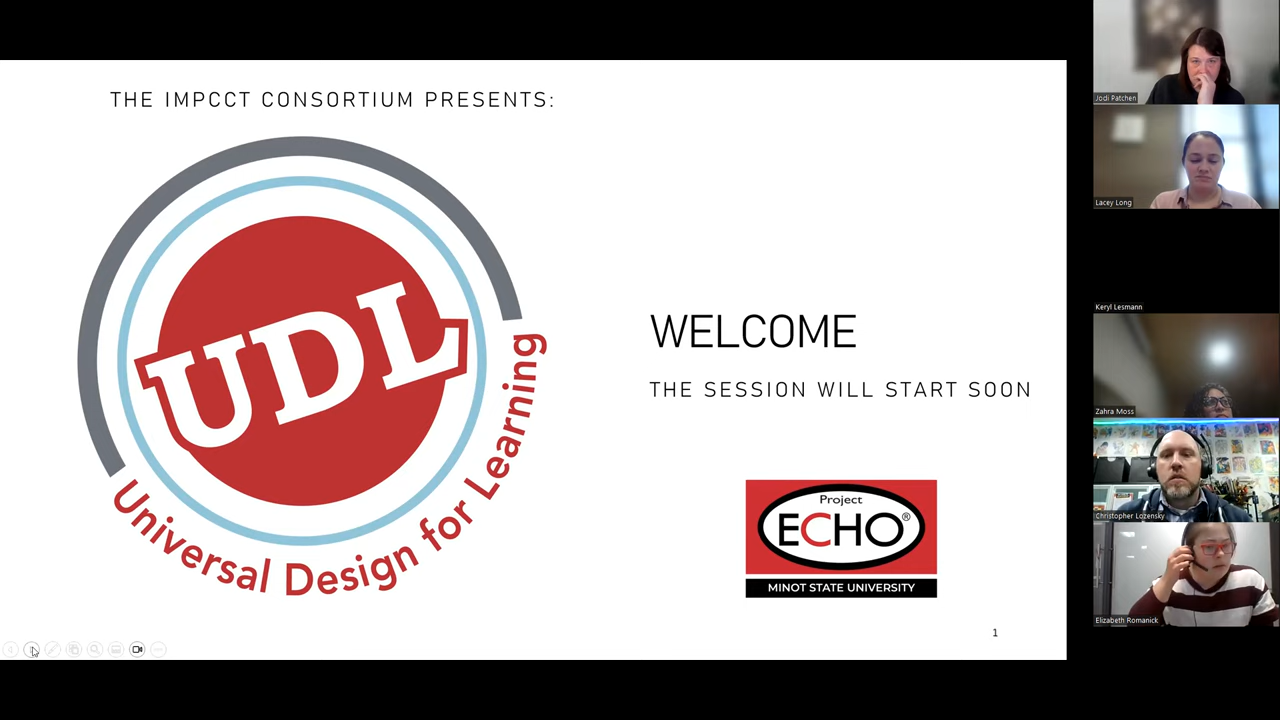 THE IMPCCT CONSORTIUM PRESENTS:
UDL
Universal Design for Learning
WELCOME
THE SESSION WILL START SOON
Project
ECHO®
MINOT STATE UNIVERSITY
1
Jodi Patchen
Lacey Long
Keryl Lesmann
Zahra Moss
Christopher Lozensky
Elizabeth Romanick